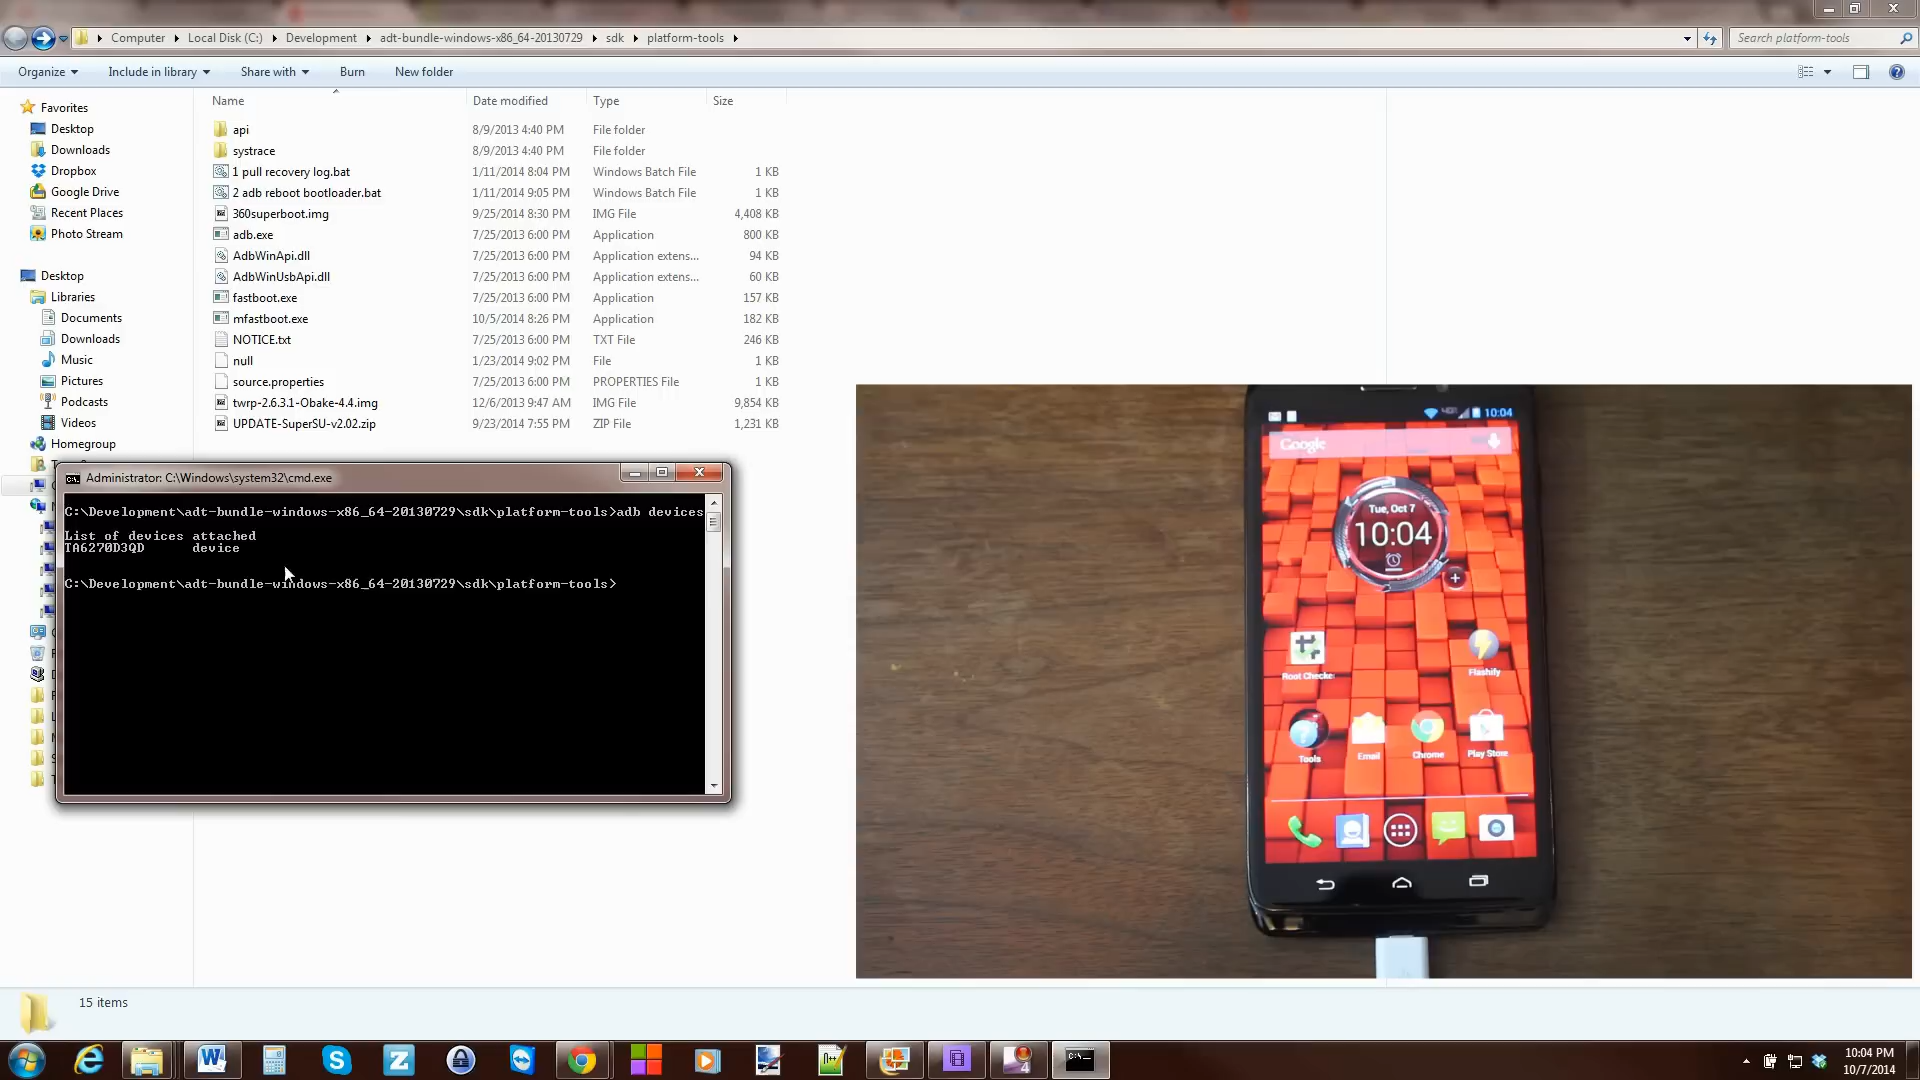 Computer Local Disk (C:) Development adt-bundle-windows-x86_64-20130729 sdk platform-tools
Search platform-tools
Organize Include in library Share with Burn New folder
Name Date modified Type Size
Favorites
Desktop
Downloads
Dropbox
Google Drive
Recent Places
Photo Stream
Desktop
Libraries
Documents
Downloads
Music
Pictures
Podcasts
Videos
Homegroup
api 8/9/2013 4:40 PM File folder
systrace 8/9/2013 4:40 PM File folder
1 pull recovery log.bat 1/11/2014 8:04 PM Windows Batch File 1 KB
2 adb reboot bootloader.bat 1/11/2014 9:05 PM Windows Batch File 1 KB
360superboot.img 9/25/2014 8:30 PM IMG File 4,408 KB
adb.exe 7/25/2013 6:00 PM Application 800 KB
AdbWinApi.dll 7/25/2013 6:00 PM Application extens... 94 KB
AdbWinUsbApi.dll 7/25/2013 6:00 PM Application extens... 60 KB
fastboot.exe 7/25/2013 6:00 PM Application 157 KB
mfastboot.exe 10/5/2014 8:26 PM Application 182 KB
NOTICE.txt 7/25/2013 6:00 PM TXT File 246 KB
null 1/23/2014 9:02 PM File 1 KB
source.properties 7/25/2013 6:00 PM PROPERTIES File 1 KB
twrp-2.6.3.1-Obake-4.4.img 12/6/2013 9:47 AM IMG File 9,854 KB
UPDATE-SuperSU-v2.02.zip 9/23/2014 7:55 PM ZIP File 1,231 KB
Administrator: C:\Windows\system32\cmd.exe
C:\Development\adt-bundle-windows-x86_64-20130729\sdk\platform-tools>adb devices
List of devices attached
TA6270D3QD device
C:\Development\adt-bundle-windows-x86_64-20130729\sdk\platform-tools>
10:04
Google
Tue, Oct 7
10:04
Root Checke
Flashify
Tools
Email
Chrome
Play Store
15 items
10:04 PM
10/7/2014